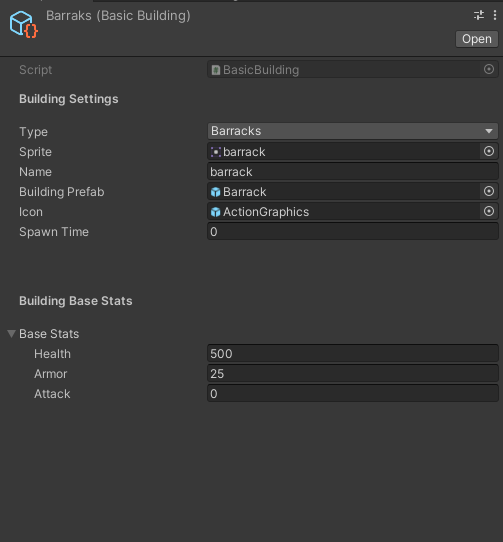 Barraks (Basic Building)
Open
Script BasicBuilding
Building Settings
Type Barracks
Sprite barrack
Name barrack
Building Prefab Barrack
Icon ActionGraphics
Spawn Time 0
Building Base Stats
Base Stats
Health 500
Armor 25
Attack 0